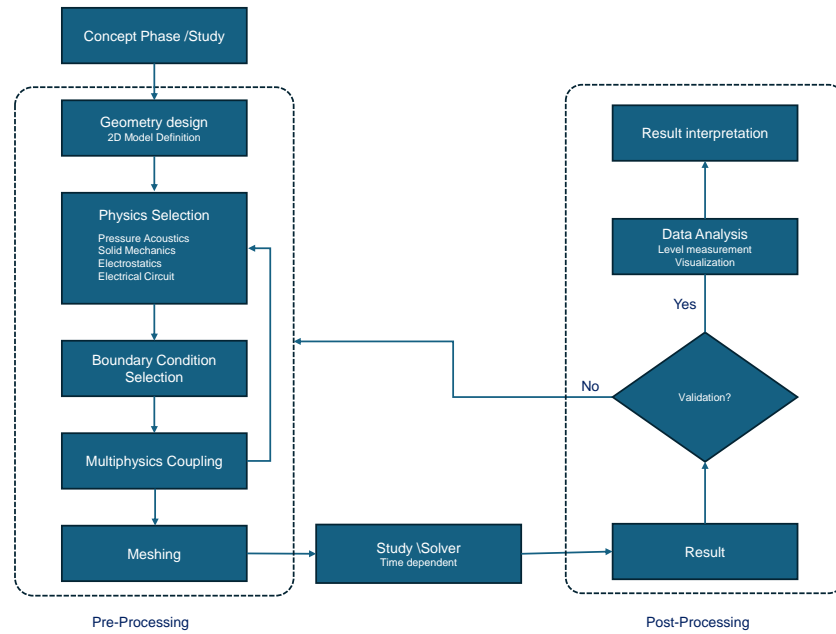 Concept Phase /Study
Geometry design
2D Model Definition
Physics Selection
Pressure Acoustics
Solid Mechanics
Electrostatics
Electrical Circuit
Boundary Condition
Selection
Multiphysics Coupling
Meshing
Pre-Processing
Study \Solver
Time dependent
Result interpretation
Data Analysis
Level measurement
Visualization
Yes
No
Validation?
Result
Post-Processing